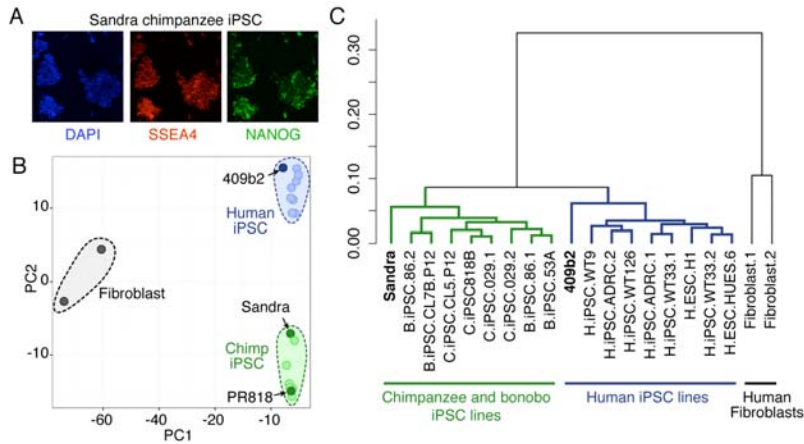 A
Sandra chimpanzee iPSC
DAPI
SSEA4
NANOG
B
10
0
-10
PC2
-60
-40
-20
0
PC1
409b2
Human
iPSC
Fibroblast
Sandra
Chimp
iPSC
PR818
C
0.30
0.20
0.10
0.00
Sandra
B.iPSC.86.2
B.iPSC.CL7B.P12
C.iPSC.CL5.P12
C.iPSC818B
C.iPSC.029.1
C.iPSC.029.2
B.iPSC.86.1
B.iPSC.53A
409b2
H.iPSC.WT9
H.iPSC.ADRC.2
H.iPSC.WT126
H.iPSC.ADRC.1
H.iPSC.WT33.1
H.ESC.H1
H.iPSC.WT33.2
H.ESC.HUES.6
Fibroblast.1
Fibroblast.2
Chimpanzee and bonobo
iPSC lines
Human iPSC lines
Human
Fibroblasts